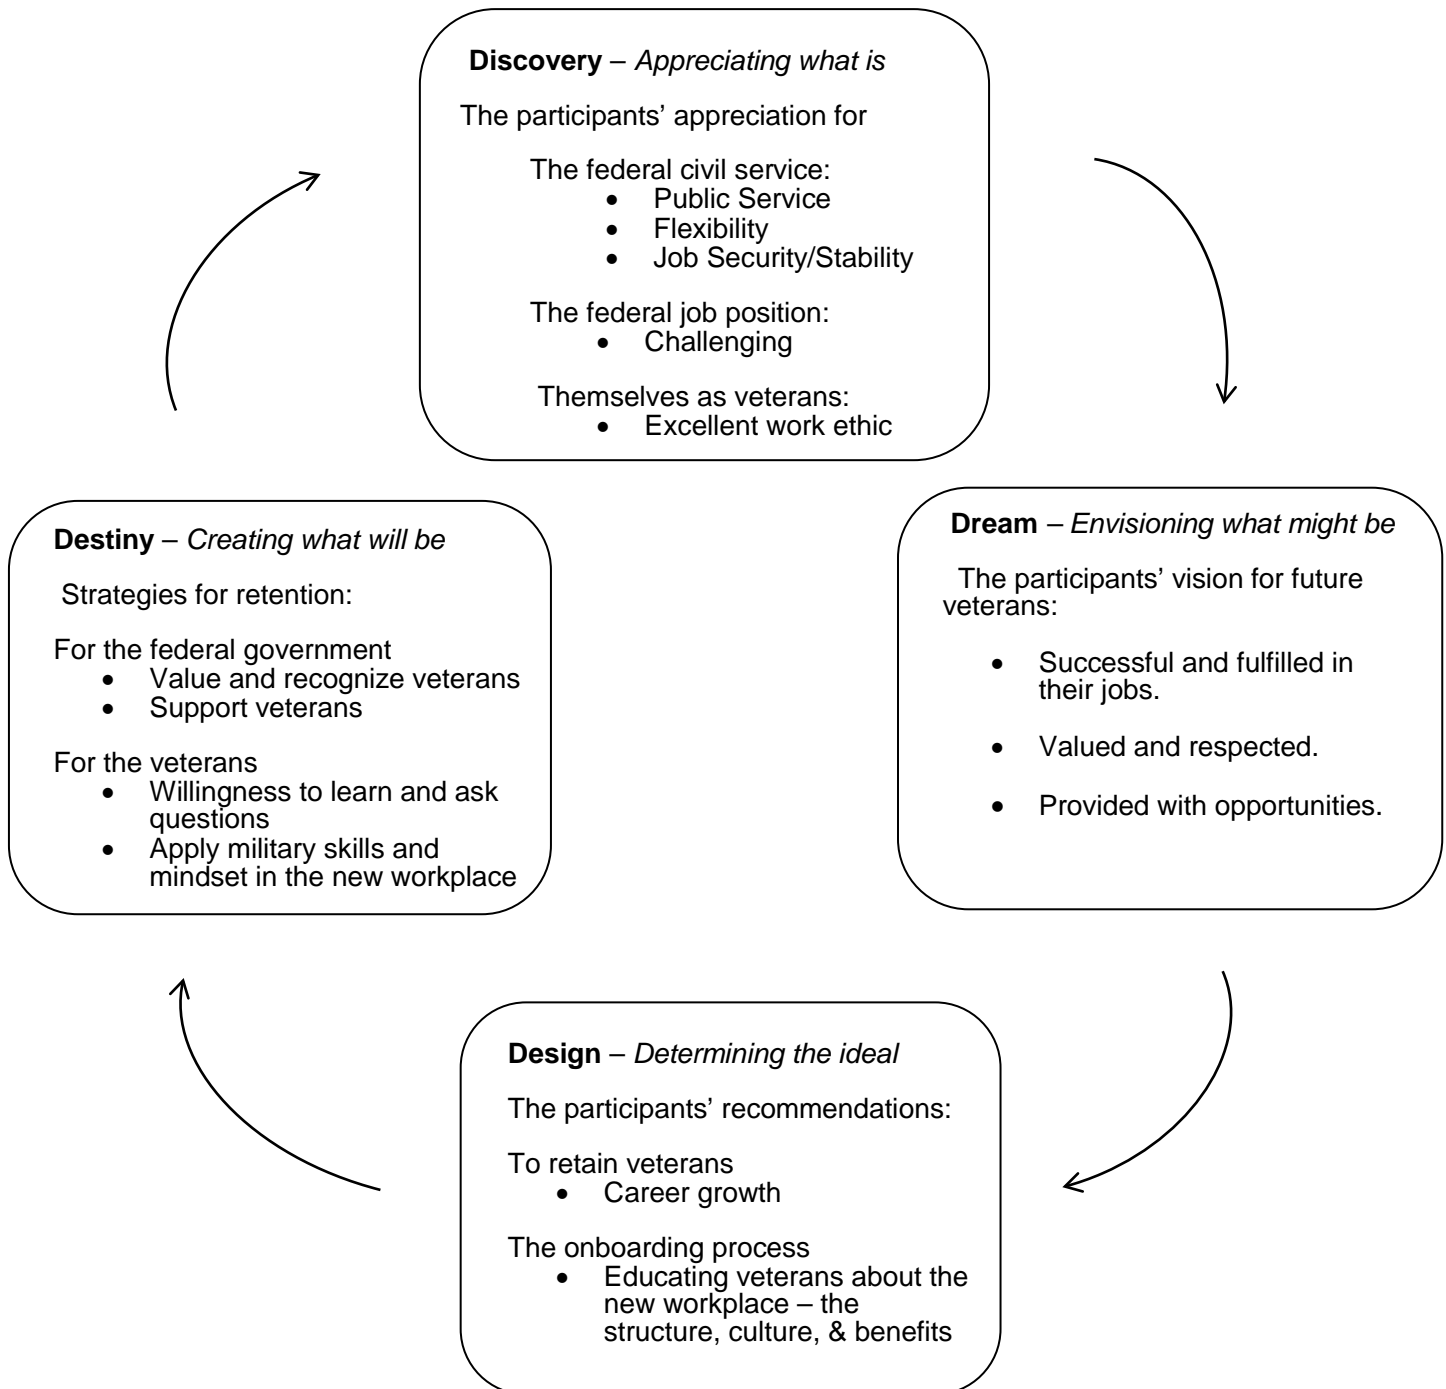 Discovery – Appreciating what is
The participants’ appreciation for
The federal civil service:
• Public Service
• Flexibility
• Job Security/Stability
The federal job position:
• Challenging
Themselves as veterans:
• Excellent work ethic
Dream – Envisioning what might be
The participants’ vision for future
veterans:
• Successful and fulfilled in
their jobs.
• Valued and respected.
• Provided with opportunities.
Design – Determining the ideal
The participants’ recommendations:
To retain veterans
• Career growth
The onboarding process
• Educating veterans about the
new workplace – the
structure, culture, & benefits
Destiny – Creating what will be
Strategies for retention:
For the federal government
• Value and recognize veterans
• Support veterans
For the veterans
• Willingness to learn and ask
questions
• Apply military skills and
mindset in the new workplace